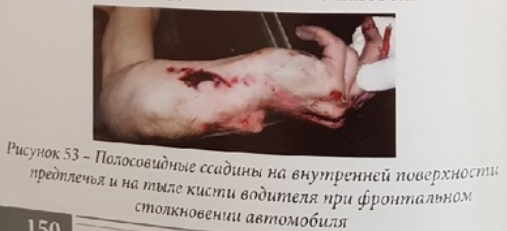 Рисунок 53 – Полосовидные ссадины на внутренней поверхности
предплечья и на тыле кисти водителя при фронтальном
столкновении автомобиля
150